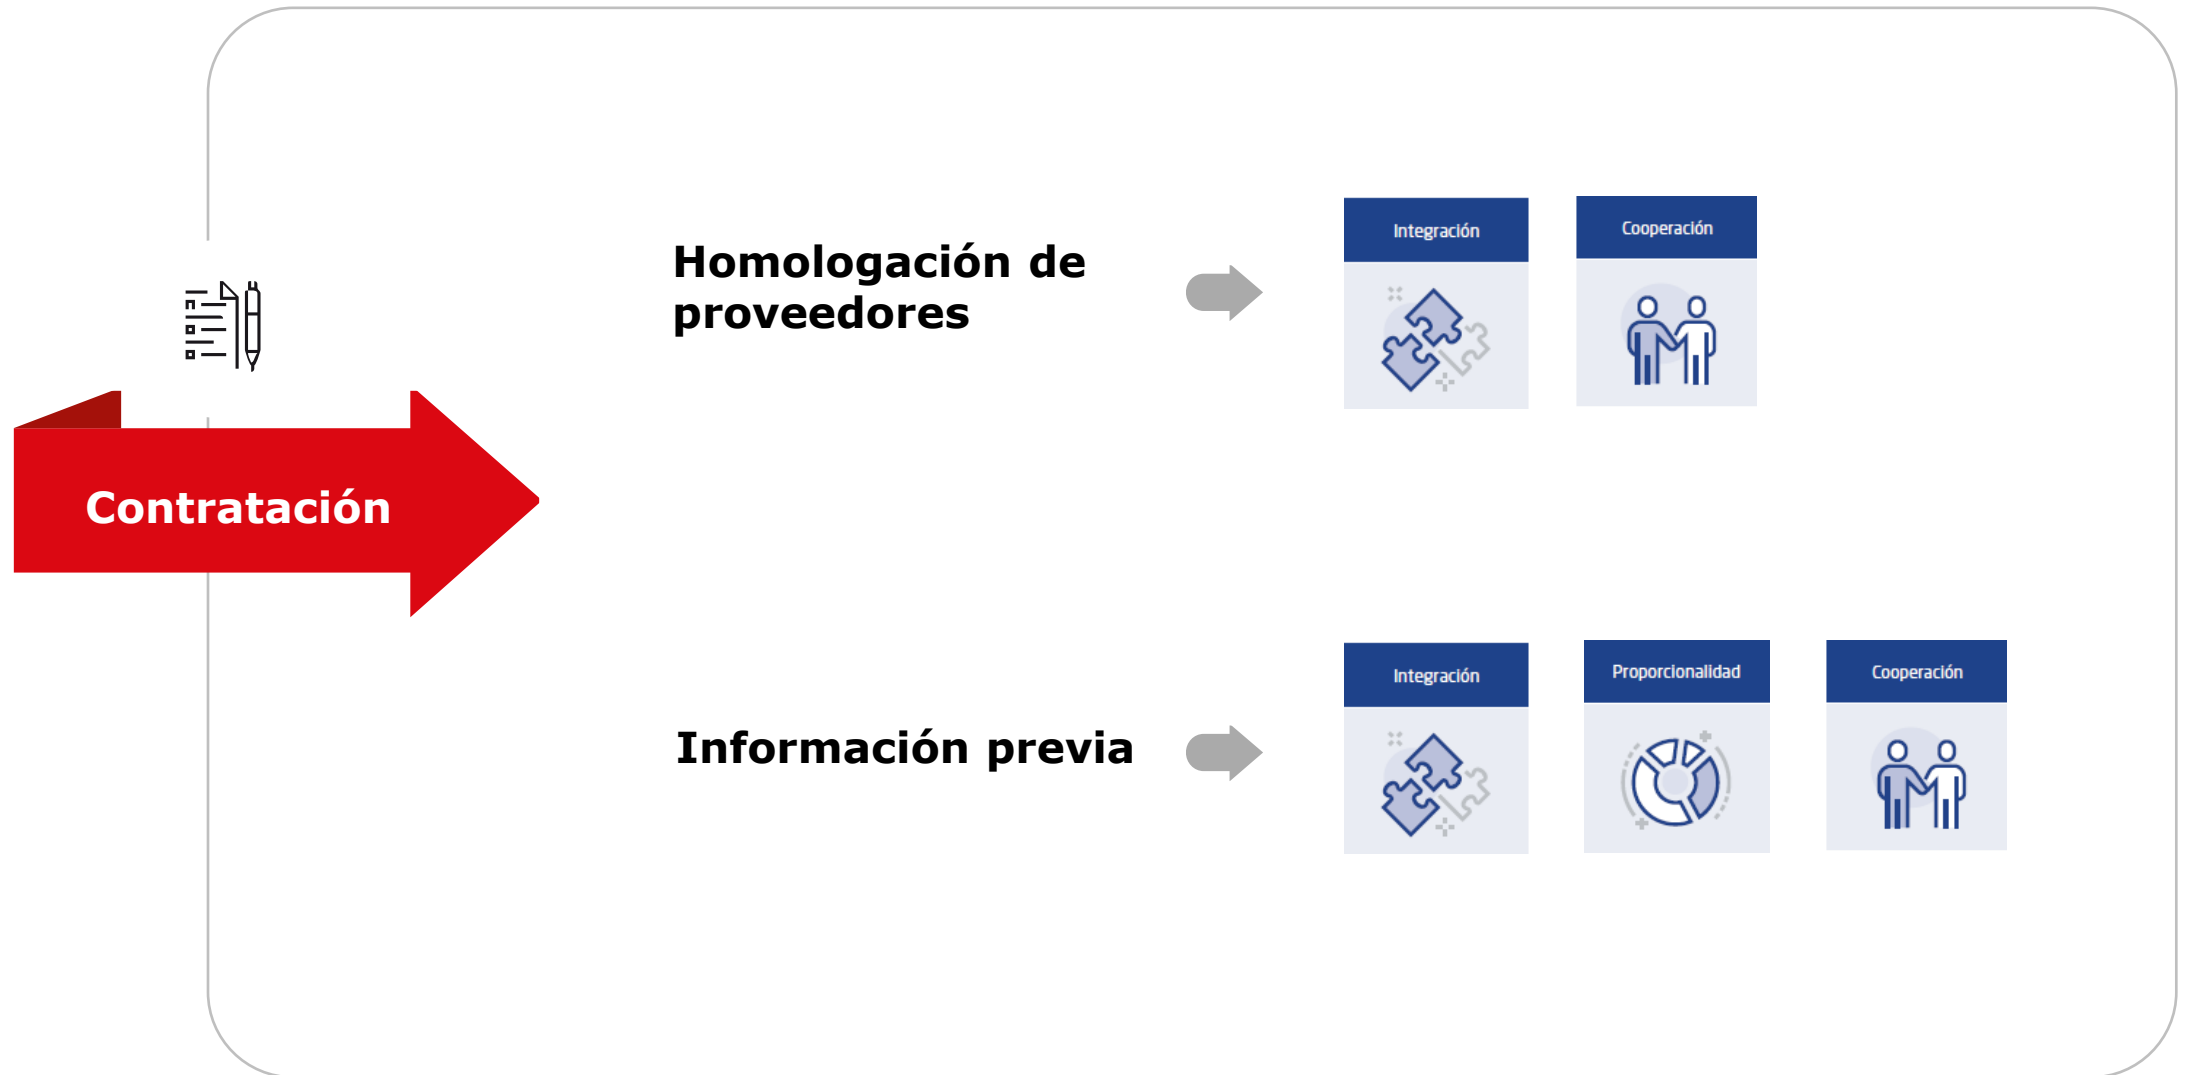 Contratación
Homologación de
proveedores
Integración
Cooperación
Información previa
Integración
Proporcionalidad
Cooperación